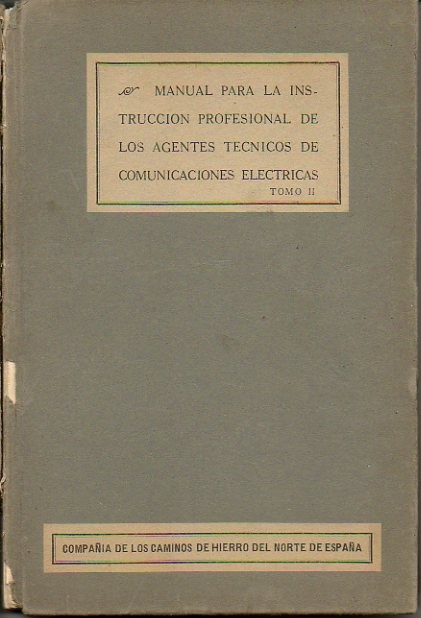 MANUAL PARA LA INS-
TRUCCION PROFESIONAL DE
LOS AGENTES TECNICOS DE
COMUNICACIONES ELECTRICAS
TOMO II
COMPAÑIA DE LOS CAMINOS DE HIERRO DEL NORTE DE ESPAÑA